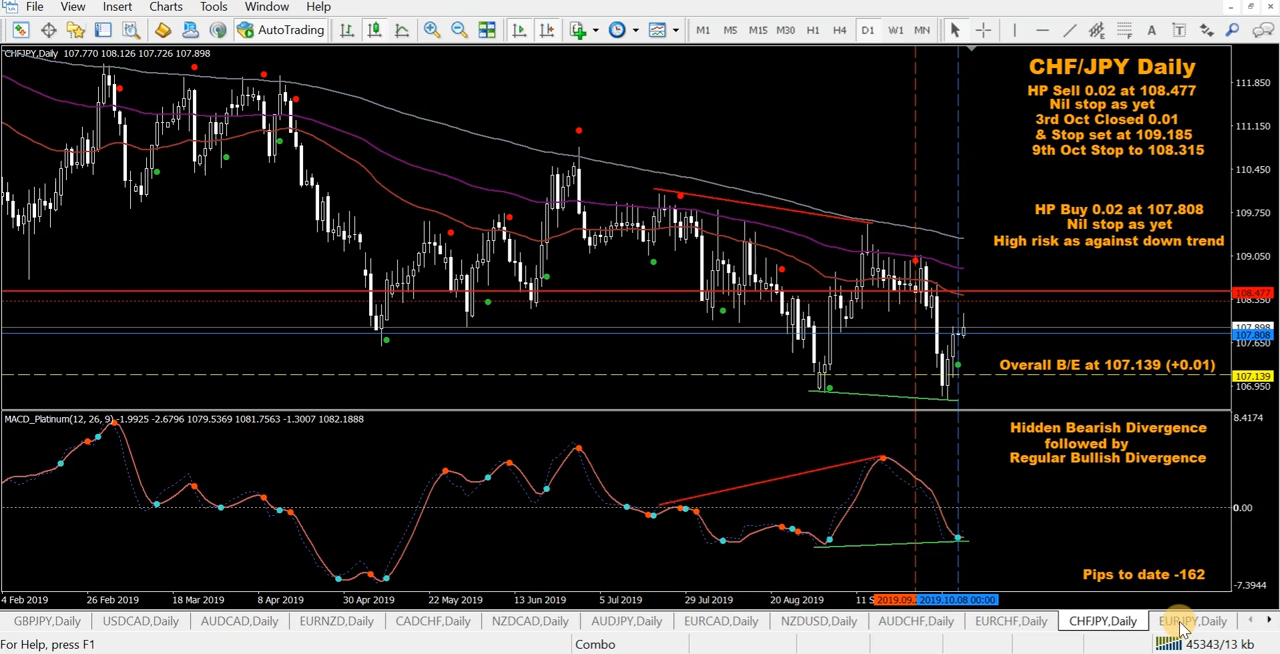 File View Insert Charts Tools Window Help
AutoTrading M1 M5 M15 M30 H1 H4 D1 W1 MN A T
CHFJPY,Daily 107.770 108.126 107.726 107.898
CHF/JPY Daily
HP Sell 0.02 at 108.477
Nil stop as yet
3rd Oct Closed 0.01
& Stop set at 109.185
9th Oct Stop to 108.315
HP Buy 0.02 at 107.808
Nil stop as yet
High risk as against down trend
Overall B/E at 107.139 (+0.01)
111.850
111.150
110.450
109.750
109.050
108.477
108.350
107.898
107.808
107.650
107.139
106.950
MACD_Platinum(12, 26, 9) -1.9925 -2.6796 1079.5369 1081.7563 -1.3007 1082.1888
8.4174
Hidden Bearish Divergence
followed by
Regular Bullish Divergence
0.00
Pips to date -162
-7.3944
4 Feb 2019 26 Feb 2019 18 Mar 2019 8 Apr 2019 30 Apr 2019 22 May 2019 13 Jun 2019 5 Jul 2019 29 Jul 2019 20 Aug 2019 11 S 2019.09. 2019.10.08 00:00
GBPJPY,Daily USDCAD,Daily AUDCAD,Daily EURNZD,Daily CADCHF,Daily NZDCAD,Daily AUDJPY,Daily EURCAD,Daily NZDUSD,Daily AUDCHF,Daily EURCHF,Daily CHFJPY,Daily EURJPY,Daily
For Help, press F1 Combo 45343/13 kb